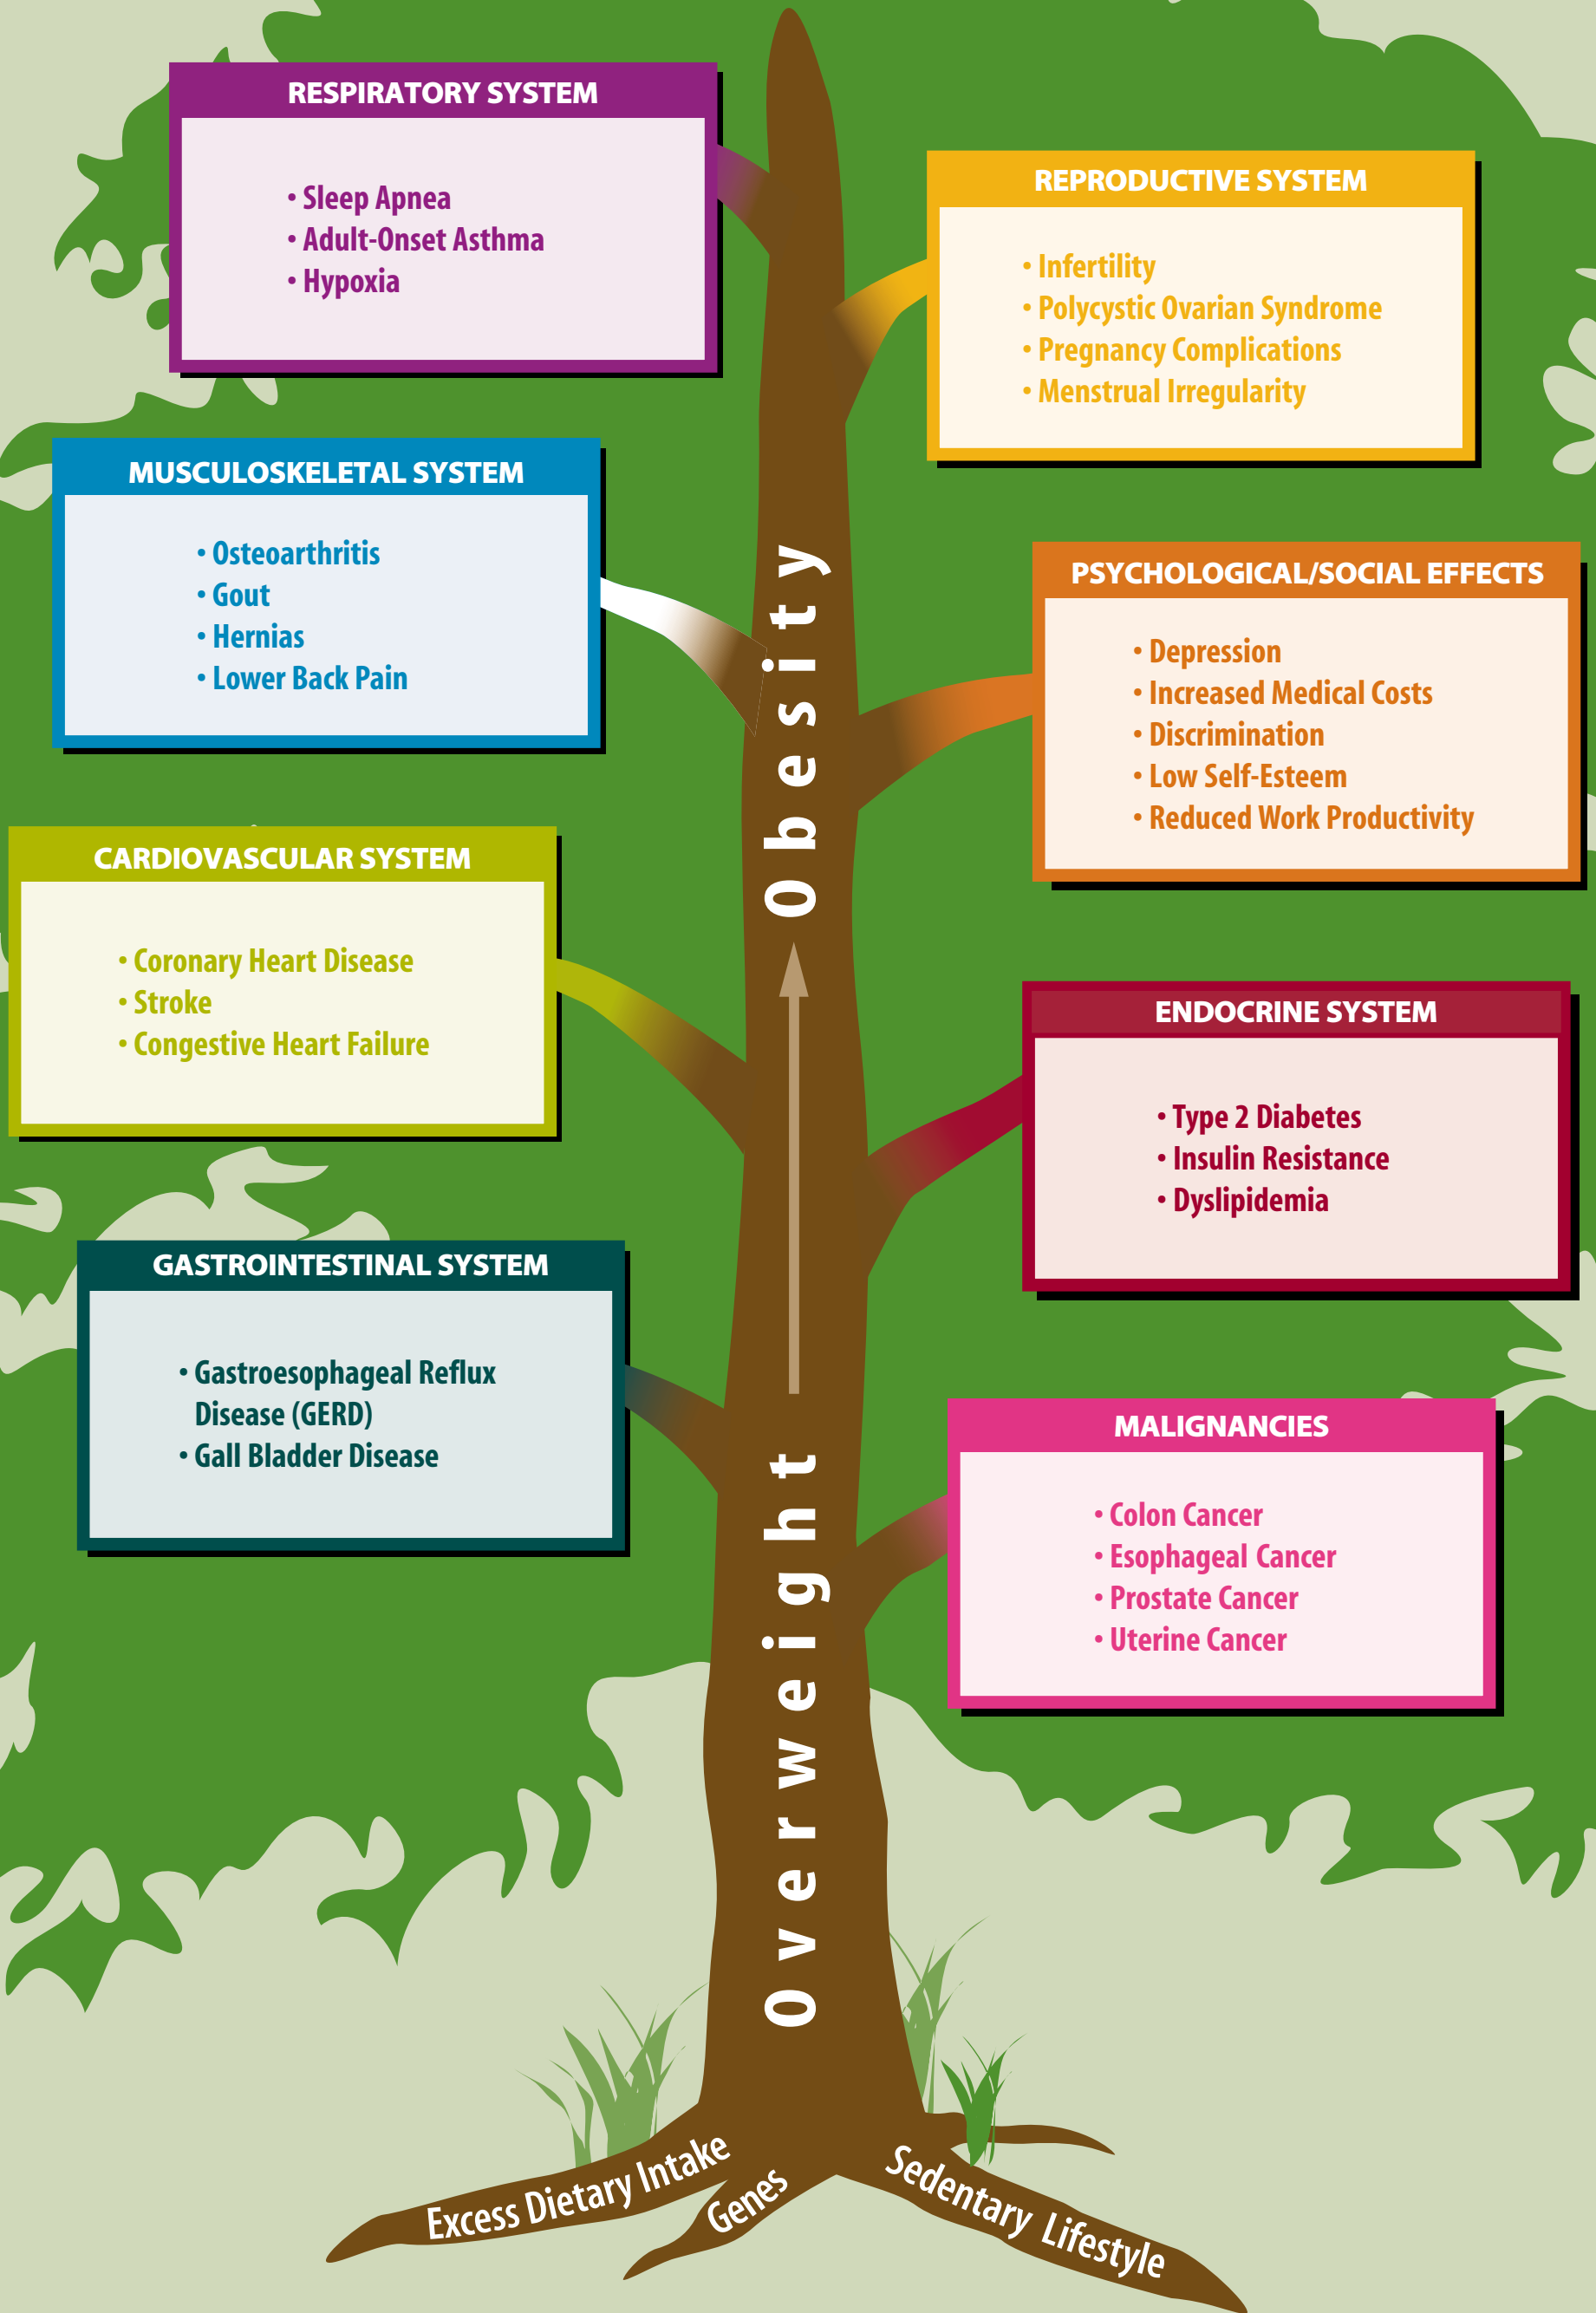 RESPIRATORY SYSTEM
• Sleep Apnea
• Adult-Onset Asthma
• Hypoxia
REPRODUCTIVE SYSTEM
• Infertility
• Polycystic Ovarian Syndrome
• Pregnancy Complications
• Menstrual Irregularity
MUSCULOSKELETAL SYSTEM
• Osteoarthritis
• Gout
• Hernias
• Lower Back Pain
PSYCHOLOGICAL/SOCIAL EFFECTS
• Depression
• Increased Medical Costs
• Discrimination
• Low Self-Esteem
• Reduced Work Productivity
CARDIOVASCULAR SYSTEM
• Coronary Heart Disease
• Stroke
• Congestive Heart Failure
ENDOCRINE SYSTEM
• Type 2 Diabetes
• Insulin Resistance
• Dyslipidemia
GASTROINTESTINAL SYSTEM
• Gastroesophageal Reflux
Disease (GERD)
• Gall Bladder Disease
MALIGNANCIES
• Colon Cancer
• Esophageal Cancer
• Prostate Cancer
• Uterine Cancer
Obesity
Overweight
Excess Dietary Intake
Genes
Sedentary Lifestyle